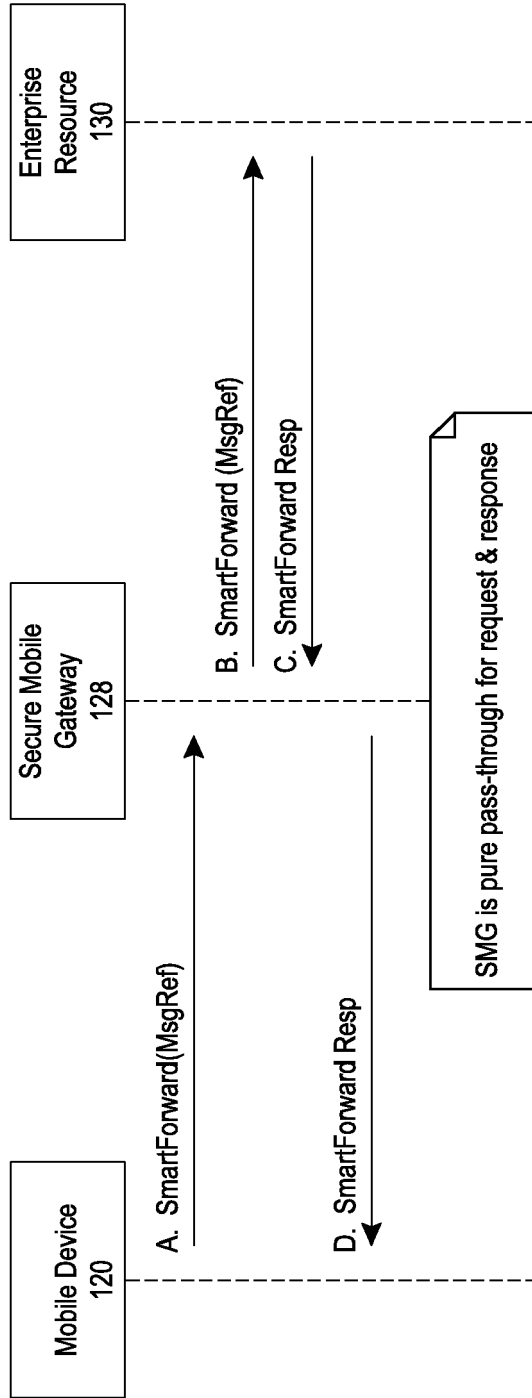 Mobile Device
120
Secure Mobile
Gateway
128
Enterprise
Resource
130
A. SmartForward(MsgRef)
B. SmartForward (MsgRef)
C. SmartForward Resp
D. SmartForward Resp
SMG is pure pass-through for request & response